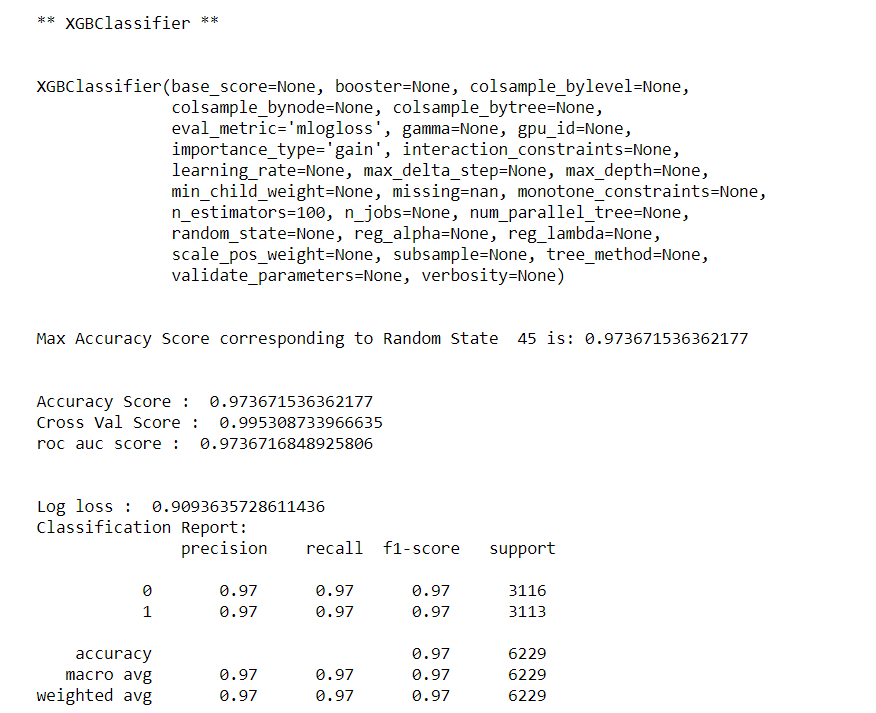 ** XGBClassifier **
XGBClassifier(base_score=None, booster=None, colsample_bylevel=None,
colsample_bynode=None, colsample_bytree=None,
eval_metric='mlogloss', gamma=None, gpu_id=None,
importance_type='gain', interaction_constraints=None,
learning_rate=None, max_delta_step=None, max_depth=None,
min_child_weight=None, missing=nan, monotone_constraints=None,
n_estimators=100, n_jobs=None, num_parallel_tree=None,
random_state=None, reg_alpha=None, reg_lambda=None,
scale_pos_weight=None, subsample=None, tree_method=None,
validate_parameters=None, verbosity=None)
Max Accuracy Score corresponding to Random State  45 is: 0.973671536362177
Accuracy Score :  0.973671536362177
Cross Val Score :  0.995308733966635
roc auc score :  0.9736716848925806
Log loss :  0.9093635728611436
Classification Report:
precision    recall  f1-score   support
0       0.97      0.97      0.97      3116
1       0.97      0.97      0.97      3113
accuracy                           0.97      6229
macro avg       0.97      0.97      0.97      6229
weighted avg       0.97      0.97      0.97      6229